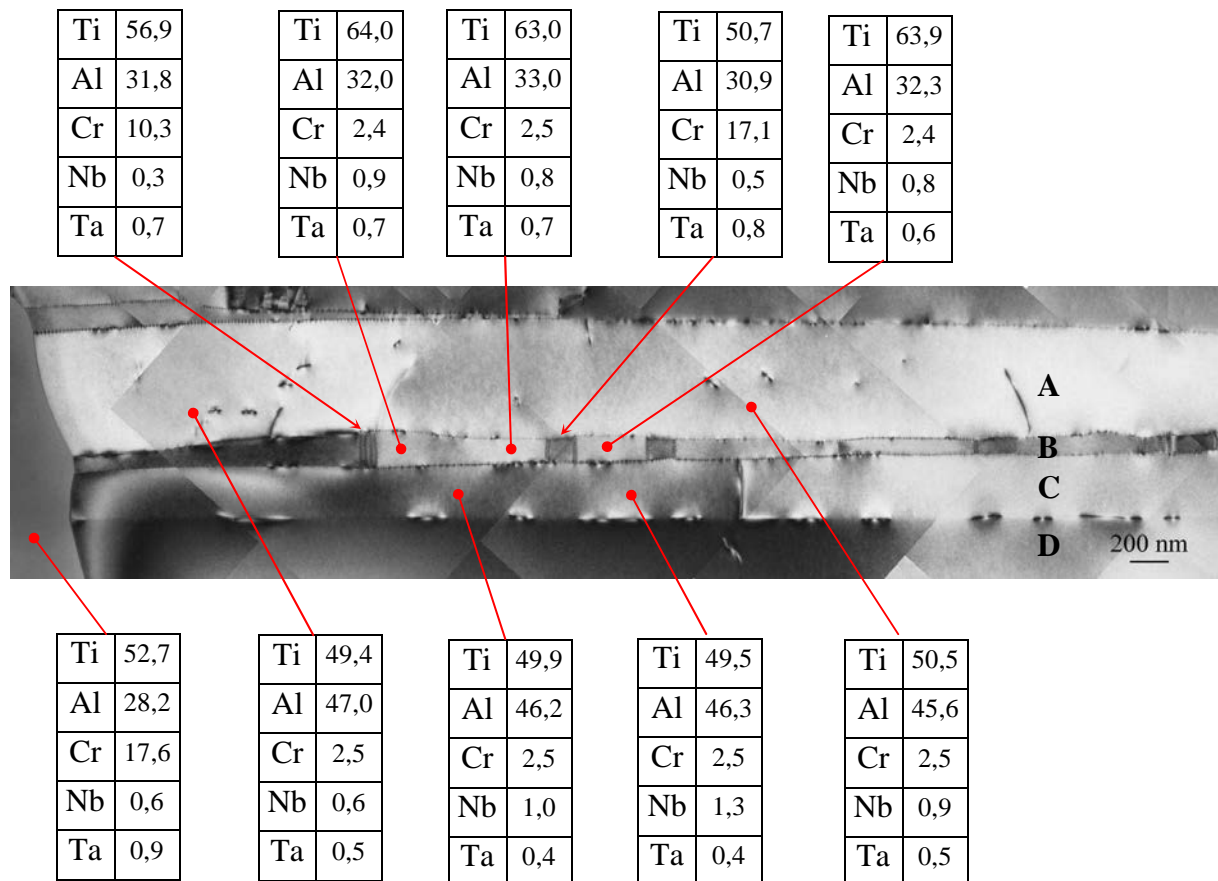 Ti 56,9 Ti 64,0 Ti 63,0 Ti 50,7 Ti 63,9
Al 31,8 Al 32,0 Al 33,0 Al 30,9 Al 32,3
Cr 10,3 Cr 2,4 Cr 2,5 Cr 17,1 Cr 2,4
Nb 0,3 Nb 0,9 Nb 0,8 Nb 0,5 Nb 0,8
Ta 0,7 Ta 0,7 Ta 0,7 Ta 0,8 Ta 0,6
A
B
C
D
200 nm
Ti 52,7 Ti 49,4 Ti 49,9 Ti 49,5 Ti 50,5
Al 28,2 Al 47,0 Al 46,2 Al 46,3 Al 45,6
Cr 17,6 Cr 2,5 Cr 2,5 Cr 2,5 Cr 2,5
Nb 0,6 Nb 0,6 Nb 1,0 Nb 1,3 Nb 0,9
Ta 0,9 Ta 0,5 Ta 0,4 Ta 0,4 Ta 0,5